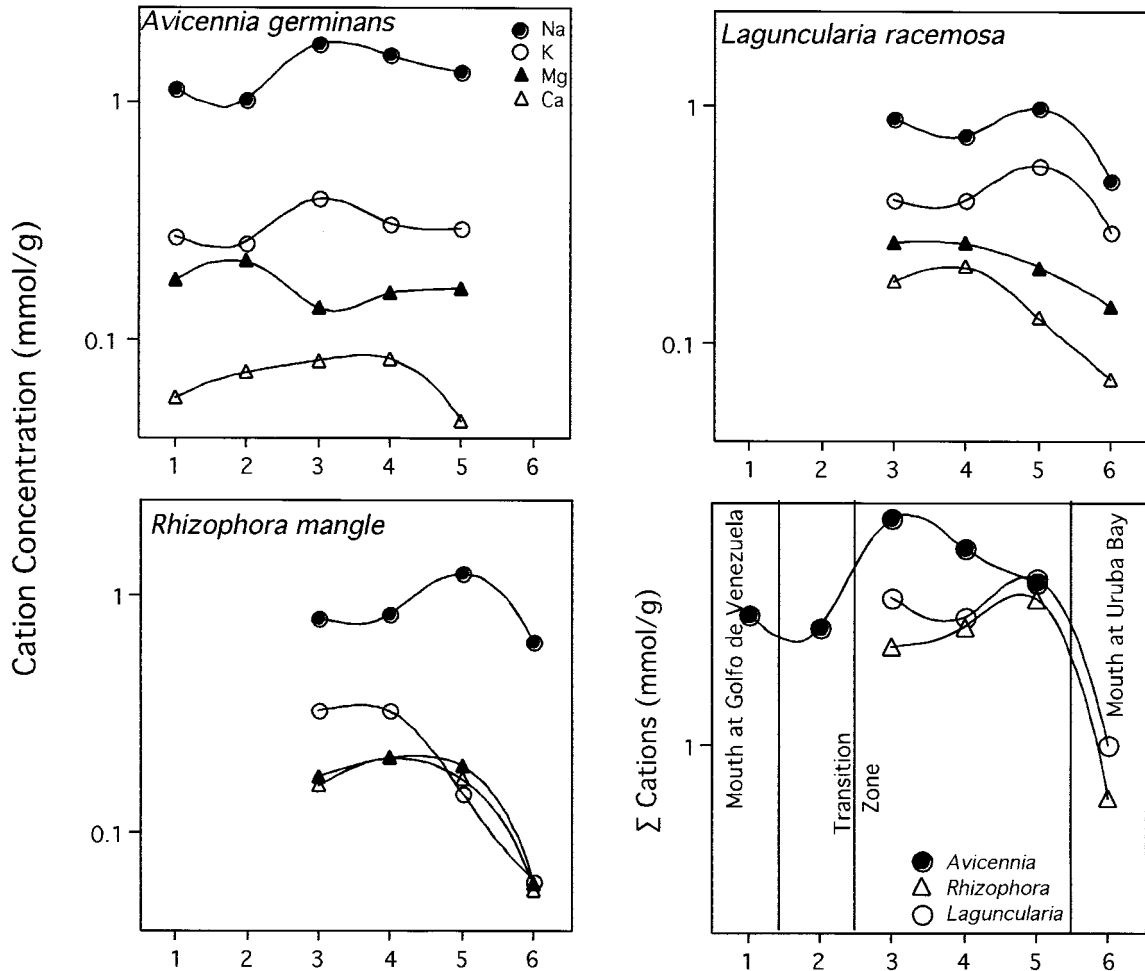 Cation Concentration (mmol/g)
Avicennia germinans
Na
K
Mg
Ca
1
0.1
1 2 3 4 5 6
Laguncularia racemosa
1
0.1
1 2 3 4 5 6
Rhizophora mangle
1
0.1
1 2 3 4 5 6
Σ Cations (mmol/g)
1
Mouth at Golfo de Venezuela
Transition
Zone
Mouth at Uruba Bay
Avicennia
Rhizophora
Laguncularia
1 2 3 4 5 6